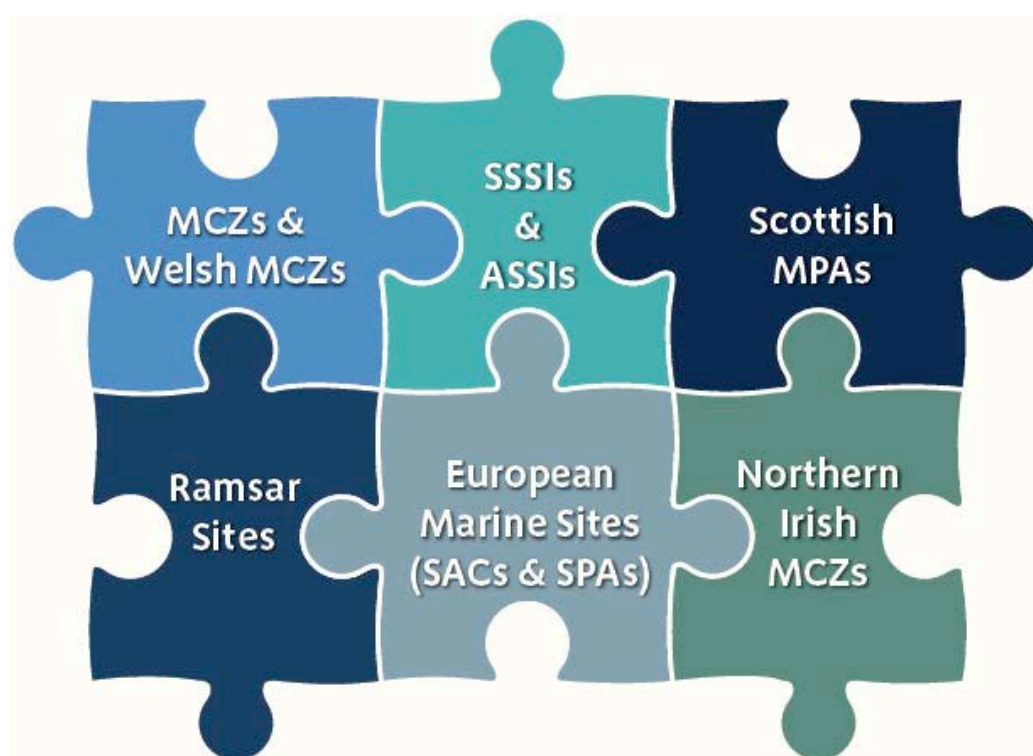 MCZs &
Welsh MCZs
SSSIs
&
ASSIs
Scottish
MPAs
Ramsar
Sites
European
Marine Sites
(SACs & SPAs)
Northern
Irish
MCZs